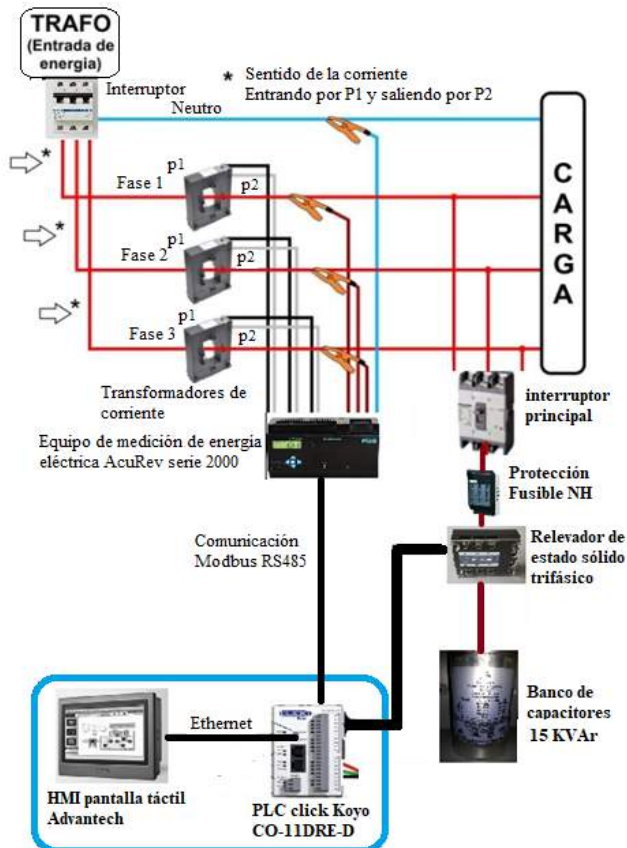 TRAFO
(Entrada de
energía)
* Sentido de la corriente
Entrando por P1 y saliendo por P2
Interruptor
Neutro
*
p1
Fase 1
p2
*
p1
Fase 2
p2
*
p1
Fase 3
p2
CARGA
Transformadores de
corriente
interruptor
principal
Equipo de medición de energía
eléctrica AcuRev serie 2000
Protección
Fusible NH
Comunicación
Modbus RS485
Relevador de
estado sólido
trifásico
Banco de
capacitores
15 KVAr
Ethernet
HMI pantalla táctil
Advantech
PLC click Koyo
CO-11DRE-D